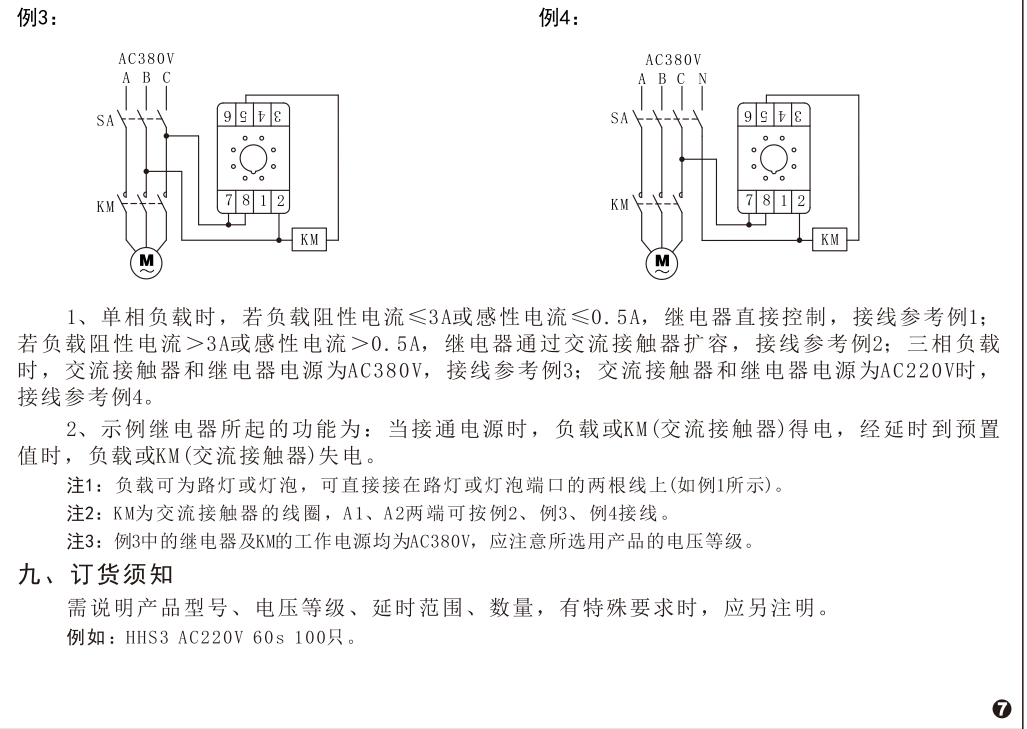 例3：
例4：
AC380V
A B C
SA
6 5 4 3
7 8 1 2
KM
KM
M
~
AC380V
A B C N
SA
6 5 4 3
7 8 1 2
KM
KM
M
~
1、单相负载时，若负载阻性电流≤3A或感性电流≤0.5A，继电器直接控制，接线参考例1；
若负载阻性电流＞3A或感性电流＞0.5A，继电器通过交流接触器扩容，接线参考例2；三相负载
时，交流接触器和继电器电源为AC380V，接线参考例3；交流接触器和继电器电源为AC220V时，
接线参考例4。
2、示例继电器所起的功能为：当接通电源时，负载或KM(交流接触器)得电，经延时到预置
值时，负载或KM(交流接触器)失电。
注1：负载可为路灯或灯泡，可直接接在路灯或灯泡端口的两根线上(如例1所示)。
注2：KM为交流接触器的线圈，A1、A2两端可按例2、例3、例4接线。
注3：例3中的继电器及KM的工作电源均为AC380V，应注意所选用产品的电压等级。
九、订货须知
需说明产品型号、电压等级、延时范围、数量，有特殊要求时，应另注明。
例如：HHS3 AC220V 60s 100只。
7